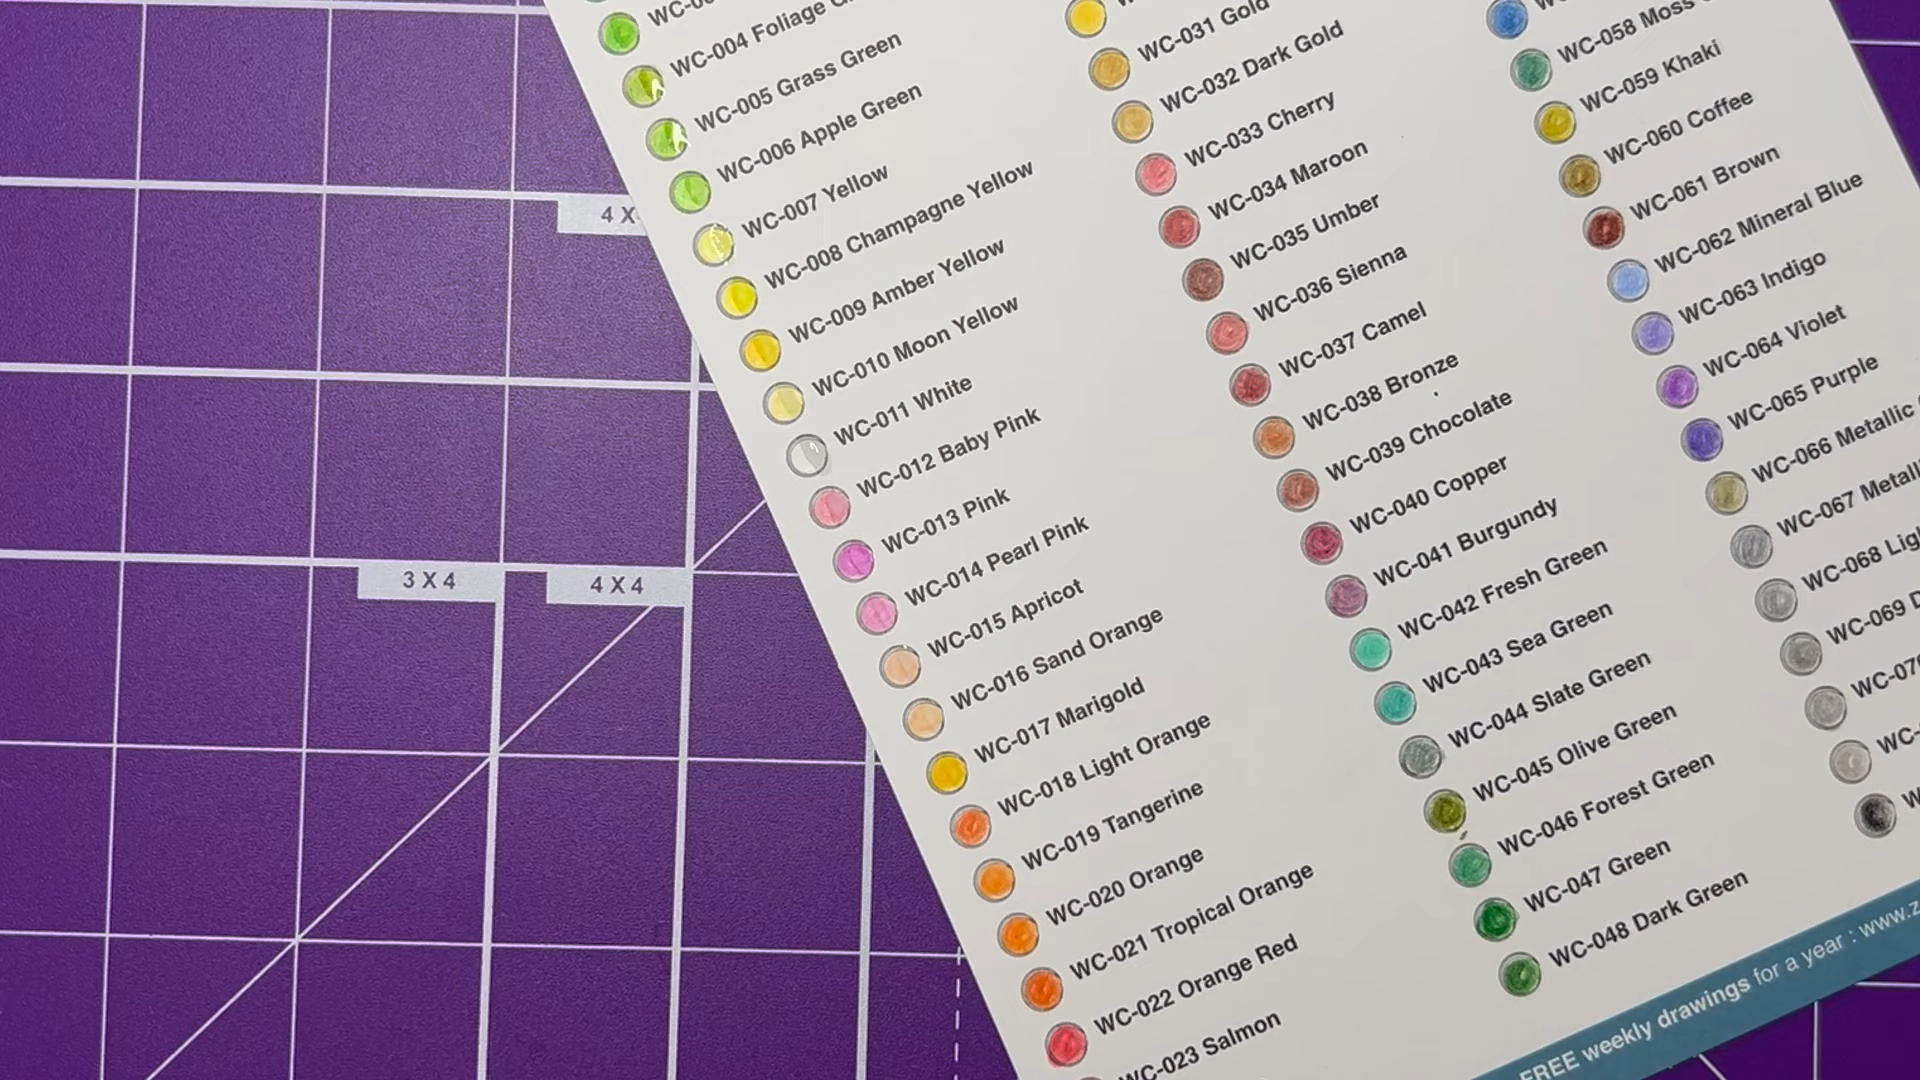 WC-004 Foliage
WC-005 Grass Green
WC-006 Apple Green
WC-007 Yellow
WC-008 Champagne Yellow
WC-009 Amber Yellow
WC-010 Moon Yellow
WC-011 White
WC-012 Baby Pink
WC-013 Pink
WC-014 Pearl Pink
WC-015 Apricot
WC-016 Sand Orange
WC-017 Marigold
WC-018 Light Orange
WC-019 Tangerine
WC-020 Orange
WC-021 Tropical Orange
WC-022 Orange Red
WC-023 Salmon
WC-031 Gold
WC-032 Dark Gold
WC-033 Cherry
WC-034 Maroon
WC-035 Umber
WC-036 Sienna
WC-037 Camel
WC-038 Bronze
WC-039 Chocolate
WC-040 Copper
WC-041 Burgundy
WC-042 Fresh Green
WC-043 Sea Green
WC-044 Slate Green
WC-045 Olive Green
WC-046 Forest Green
WC-047 Green
WC-048 Dark Green
WC-058 Moss
WC-059 Khaki
WC-060 Coffee
WC-061 Brown
WC-062 Mineral Blue
WC-063 Indigo
WC-064 Violet
WC-065 Purple
WC-066 Metallic
WC-067
WC-068
WC-069
FREE weekly drawings for a year :
4 X
3 X 4
4 X 4